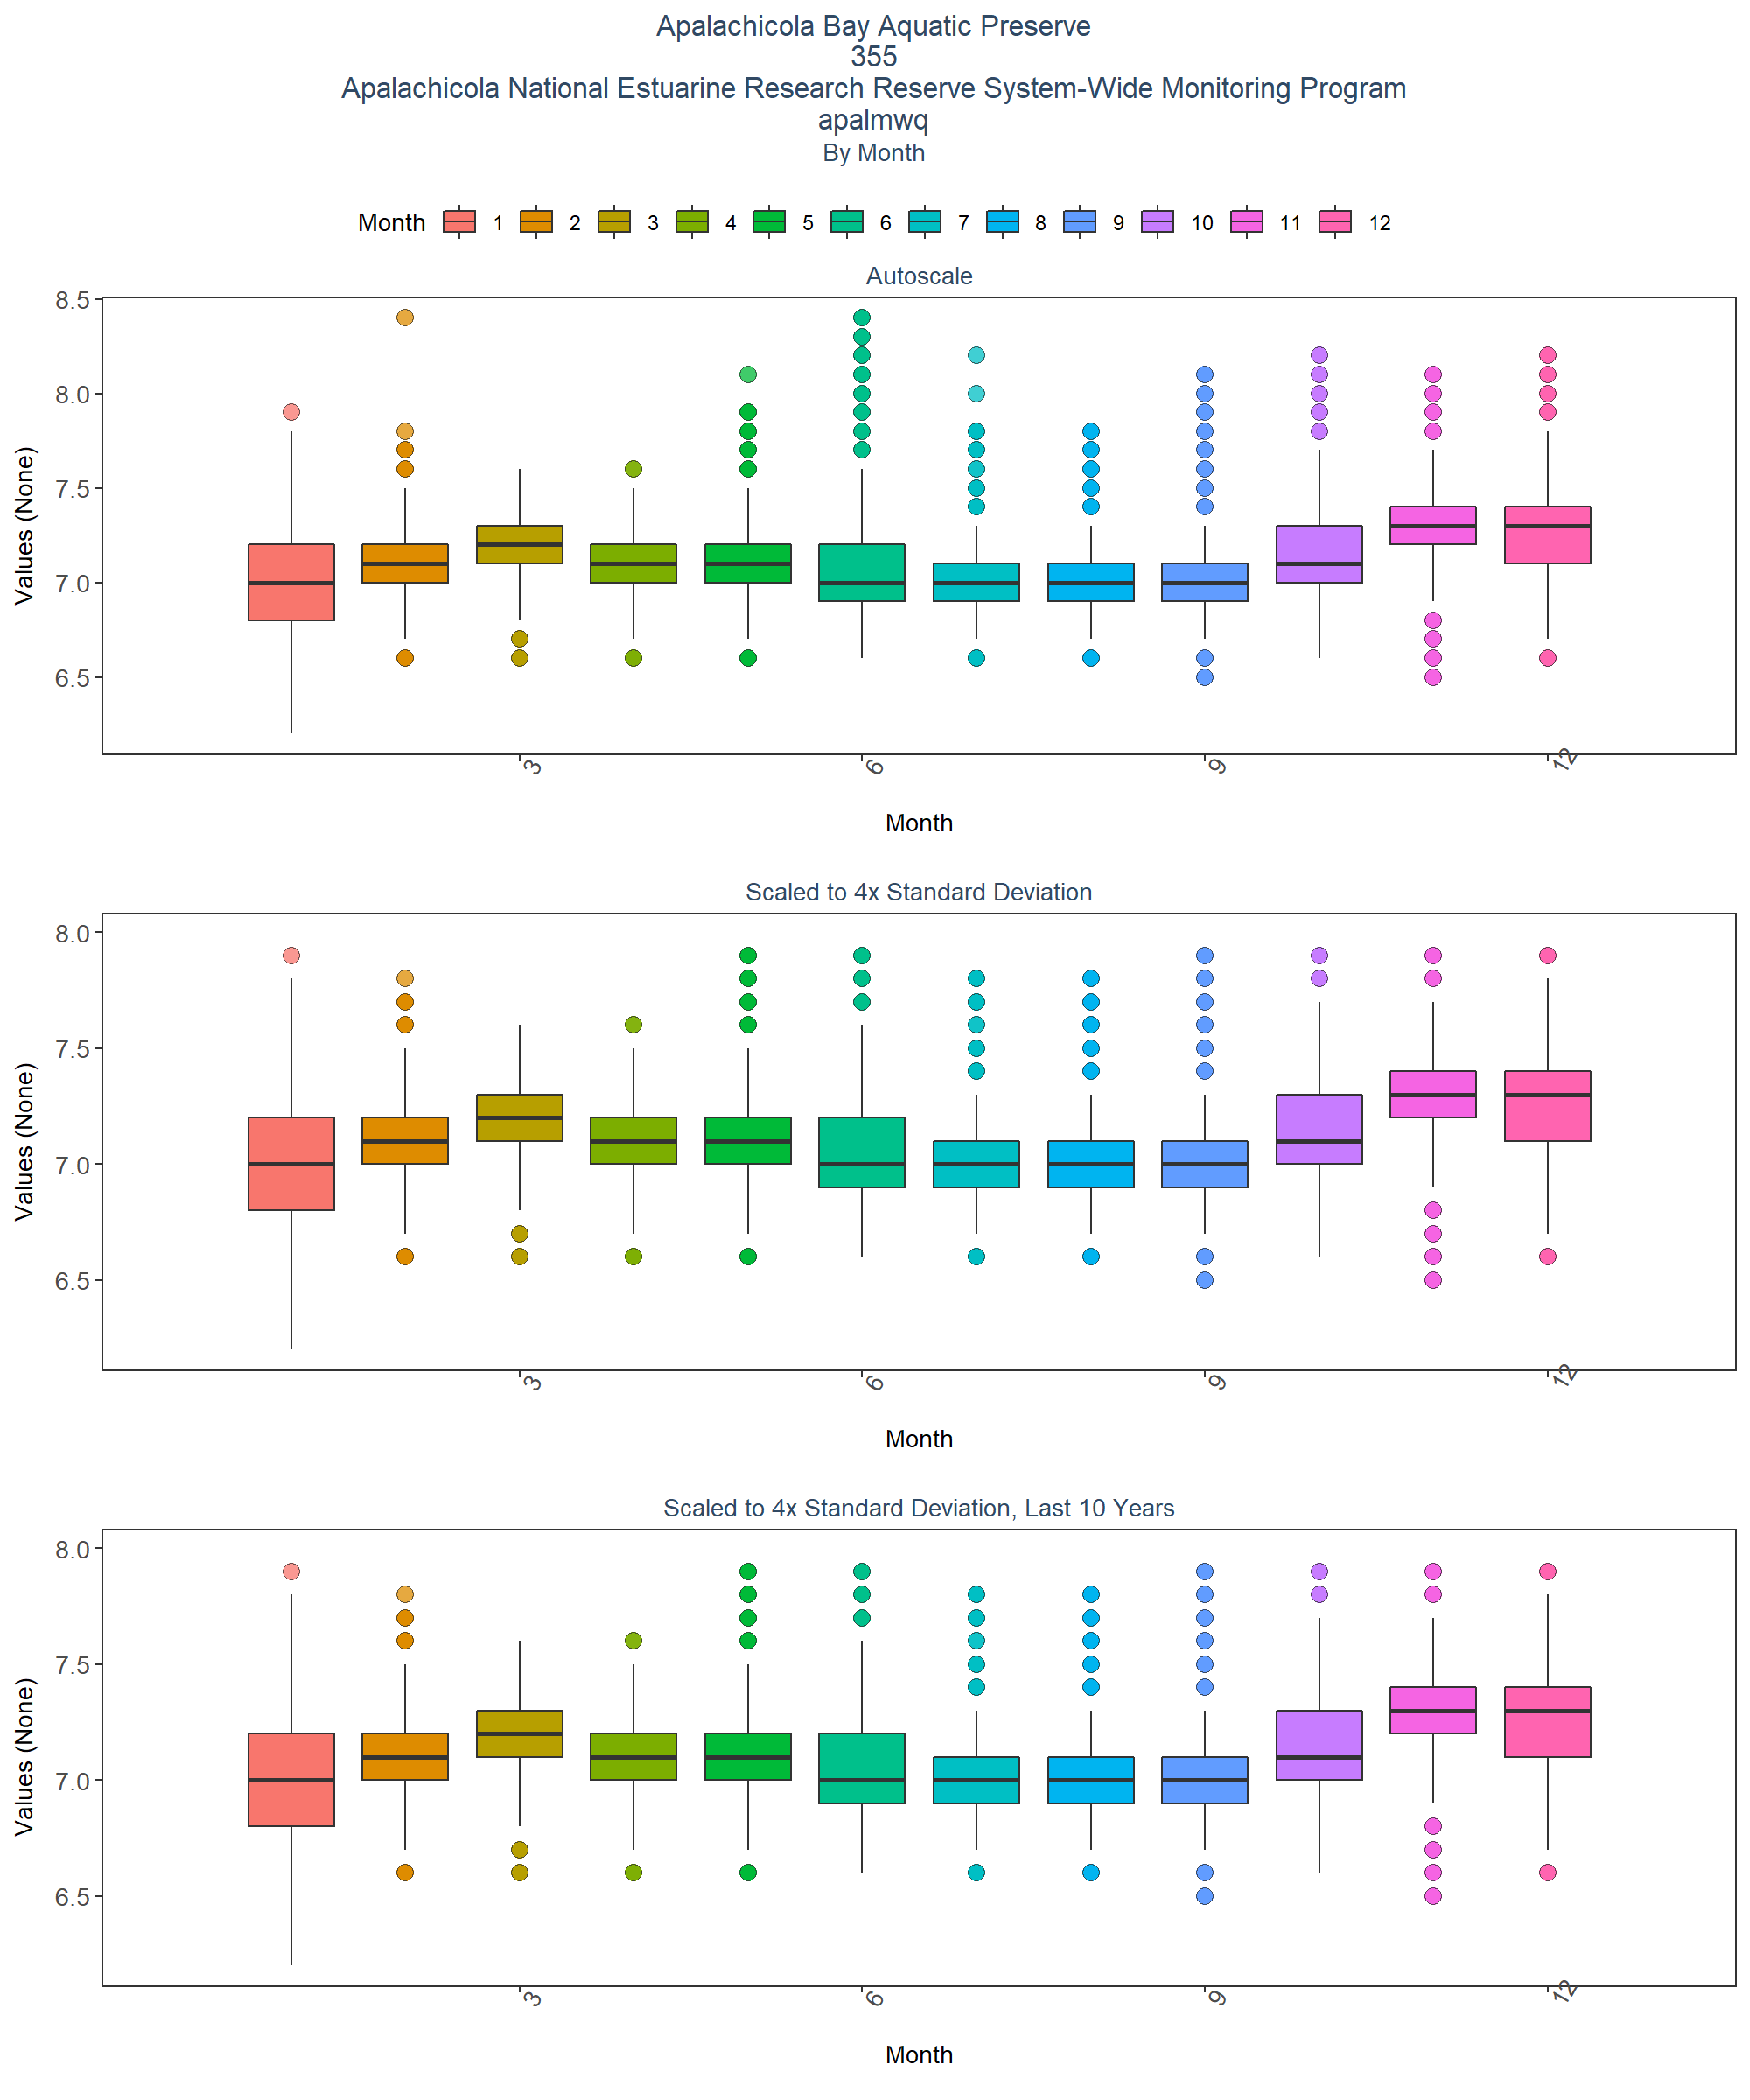 Apalachicola Bay Aquatic Preserve
355
Apalachicola National Estuarine Research Reserve System-Wide Monitoring Program
apalmwq
By Month
Month 1 2 3 4 5 6 7 8 9 10 11 12
Autoscale
Values (None)
8.5
8.0
7.5
7.0
6.5
3 6 9 12
Month
Scaled to 4x Standard Deviation
Values (None)
8.0
7.5
7.0
6.5
3 6 9 12
Month
Scaled to 4x Standard Deviation, Last 10 Years
Values (None)
8.0
7.5
7.0
6.5
3 6 9 12
Month